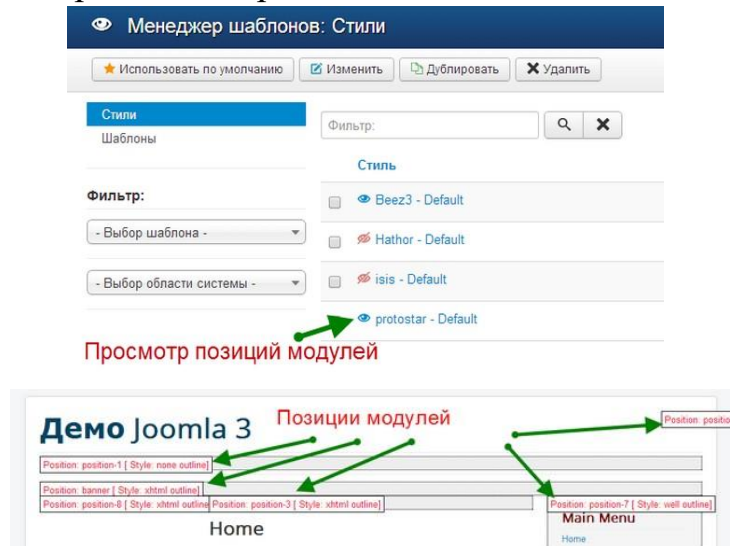 Менеджер шаблонов: Стили
Использовать по умолчанию Изменить Дублировать Удалить
Стили
Шаблоны
Фильтр:
Стиль
Фильтр:
Beez3 - Default
- Выбор шаблона -
Hathor - Default
- Выбор области системы -
isis - Default
protostar - Default
Просмотр позиций модулей
Позиции модулей
Демо Joomla 3
Position: positio
Position: position-1 [ Style: none outline]
Position: banner [ Style: xhtml outline]
Position: position-8 [ Style: xhtml outline Position: position-3 [ Style: xhtml outline] Position: position-7 [ Style: well outline]
Home
Main Menu
Home